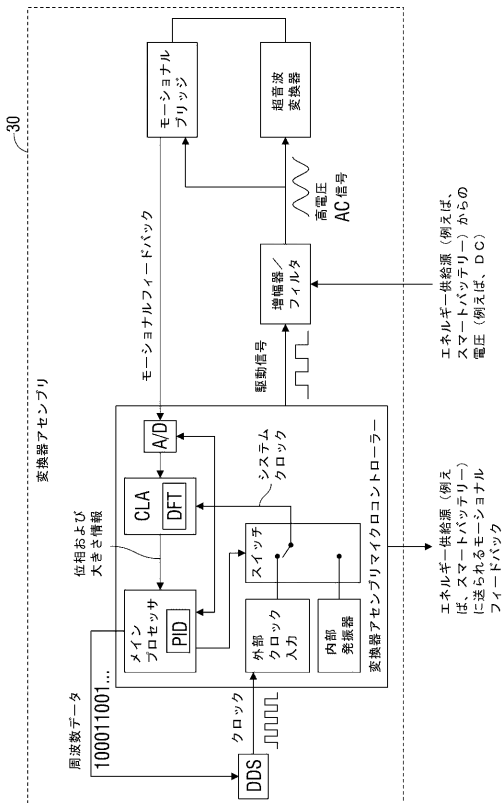 30
変換器アセンブリ
周波数データ
100011001...
位相および
大きさ情報
モーショナルフィードバック
モーショナル
ブリッジ
メイン
プロセッサ
PID
CLA
DFT
A/D
システム
クロック
スイッチ
外部
クロック
入力
内部
発振器
変換器アセンブリマイクロコントローラー
DDS
クロック
駆動信号
増幅器/
フィルタ
高電圧
AC信号
超音波
変換器
エネルギー供給源(例え
ば、スマートバッテリー)
に送られるモーショナル
フィードバック
エネルギー供給源(例えば、
スマートバッテリー)からの
電圧(例えば、DC)